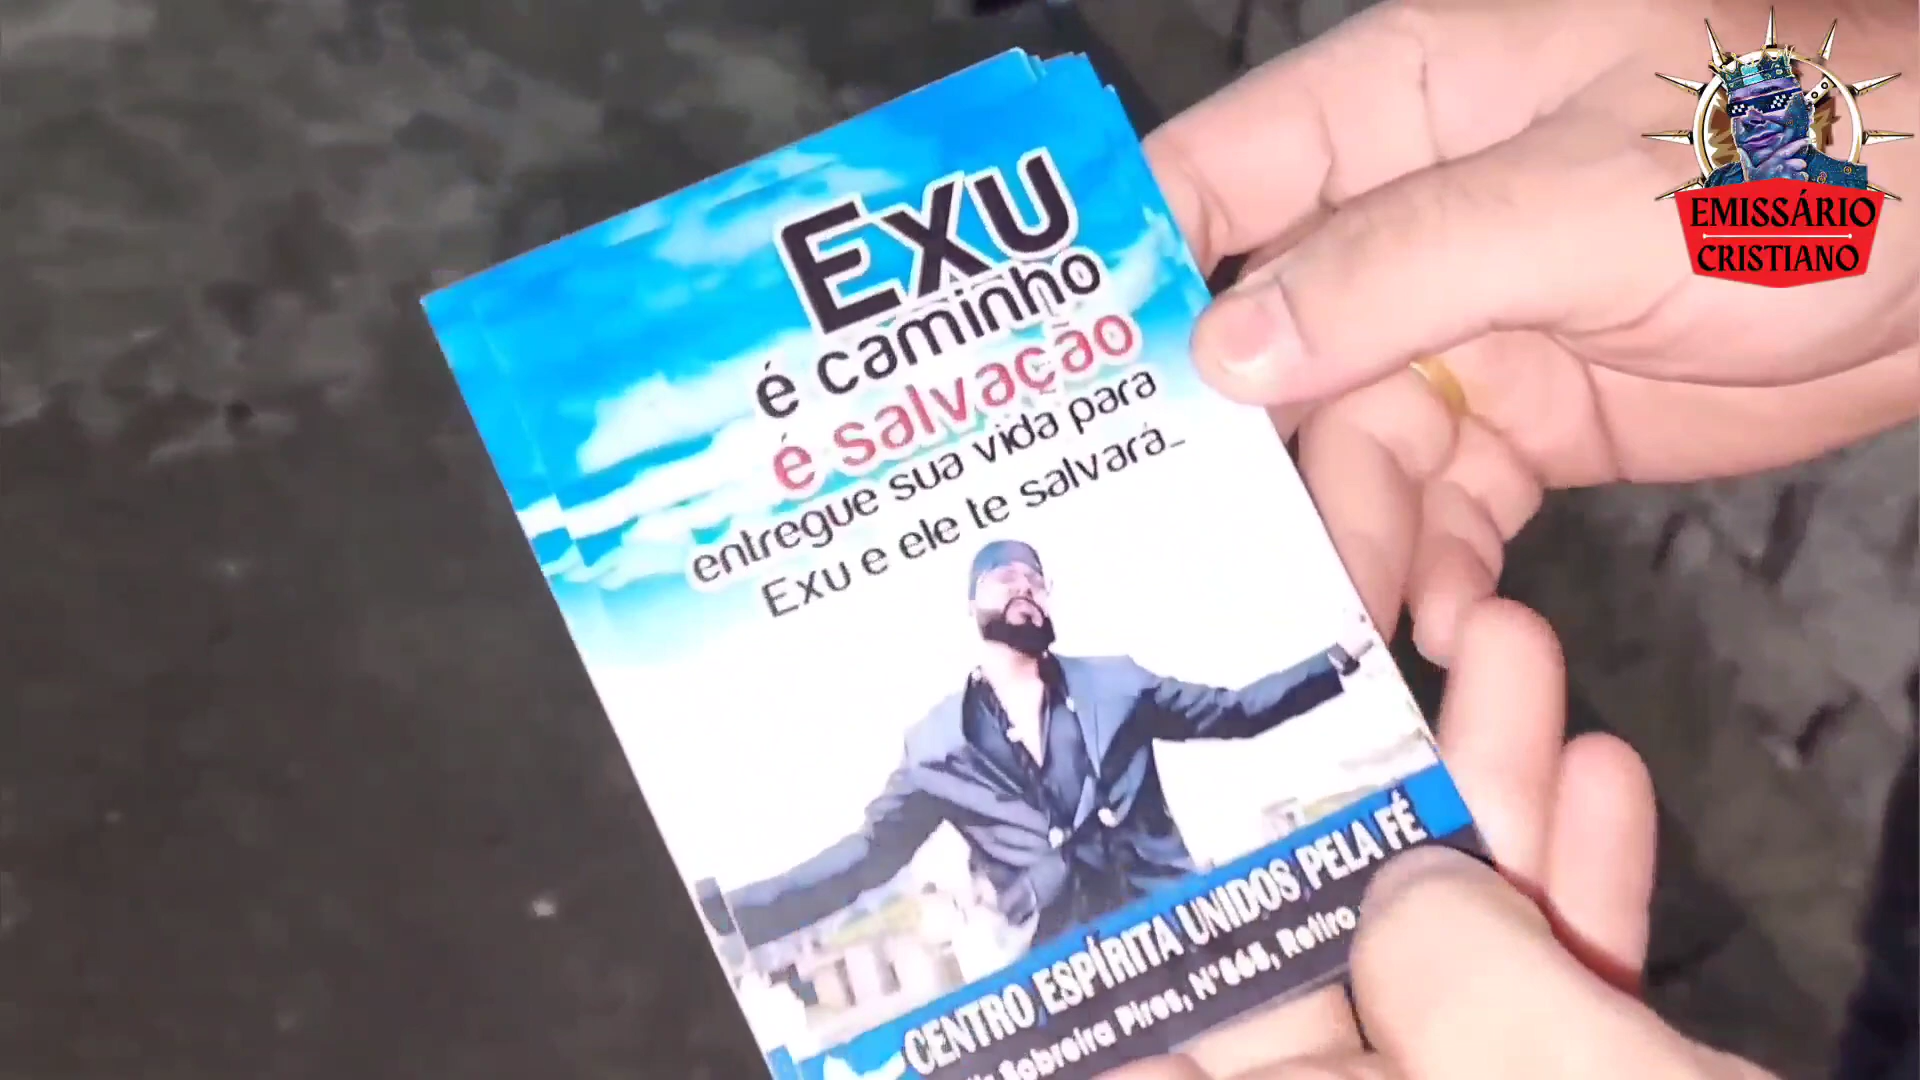 Exu
é caminho
é salvação
entregue sua vida para
Exu e ele te salvará...
CENTRO ESPÍRITA UNIDOS PELA FÉ
Sobreira Pires, Nº 568, Retiro
EMISSÁRIO
CRISTIANO